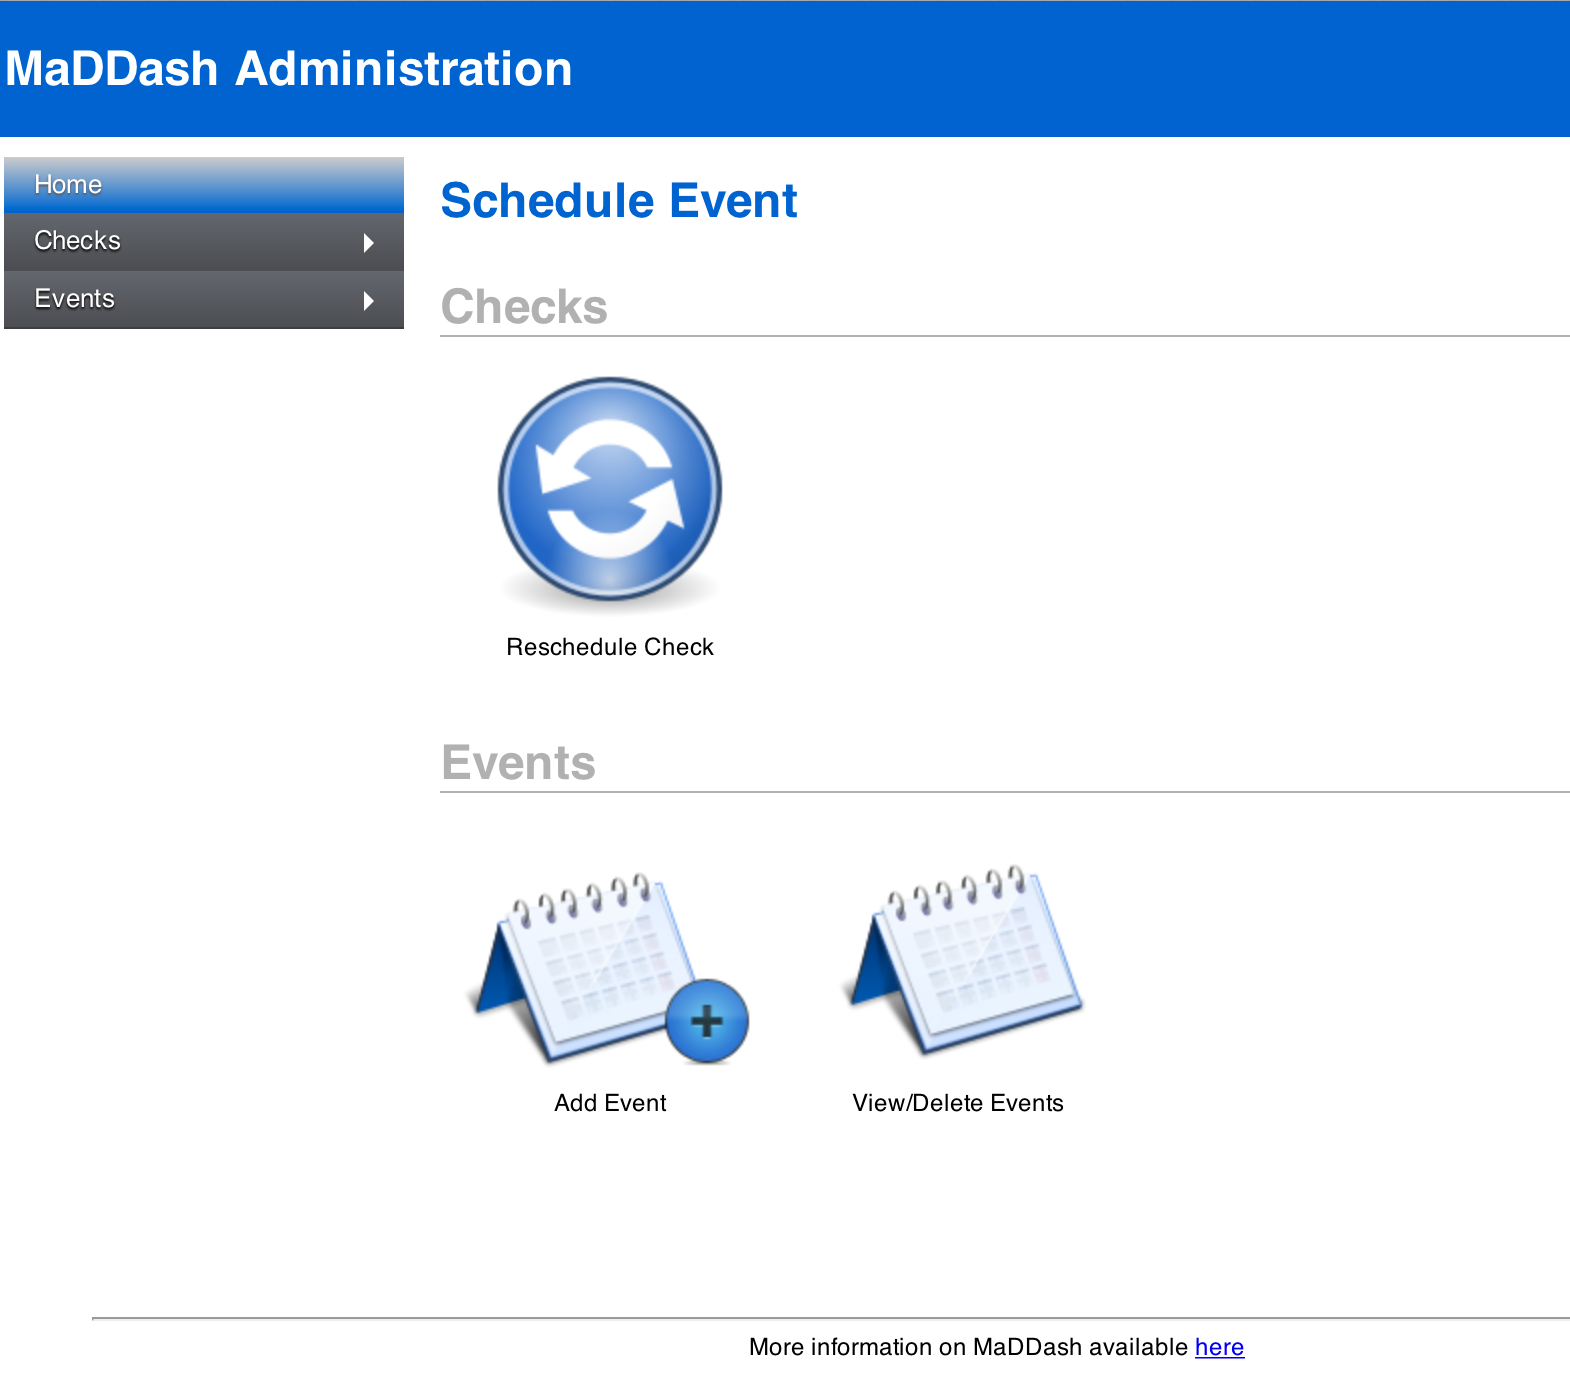 MaDDash Administration
Home
Checks
Events
Schedule Event
Checks
Reschedule Check
Events
Add Event
View/Delete Events
More information on MaDDash available here